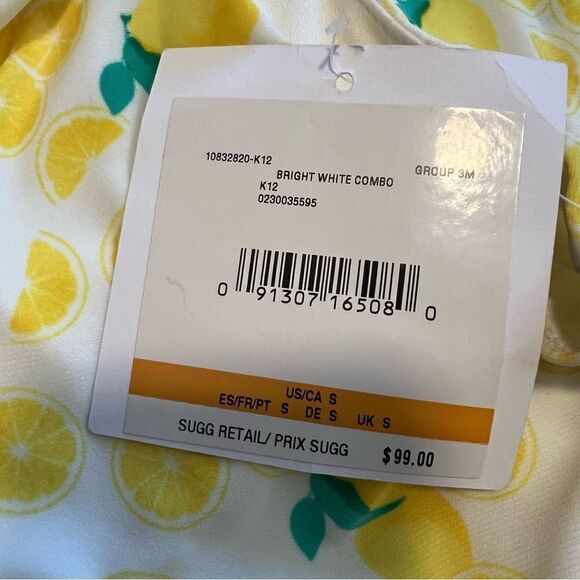 10832820-K12
BRIGHT WHITE COMBO GROUP 3M
K12
0230035595
0 91307 16508 0
US/CA S
ES/FR/PT S DE S UK S
SUGG RETAIL/ PRIX SUGG $99.00